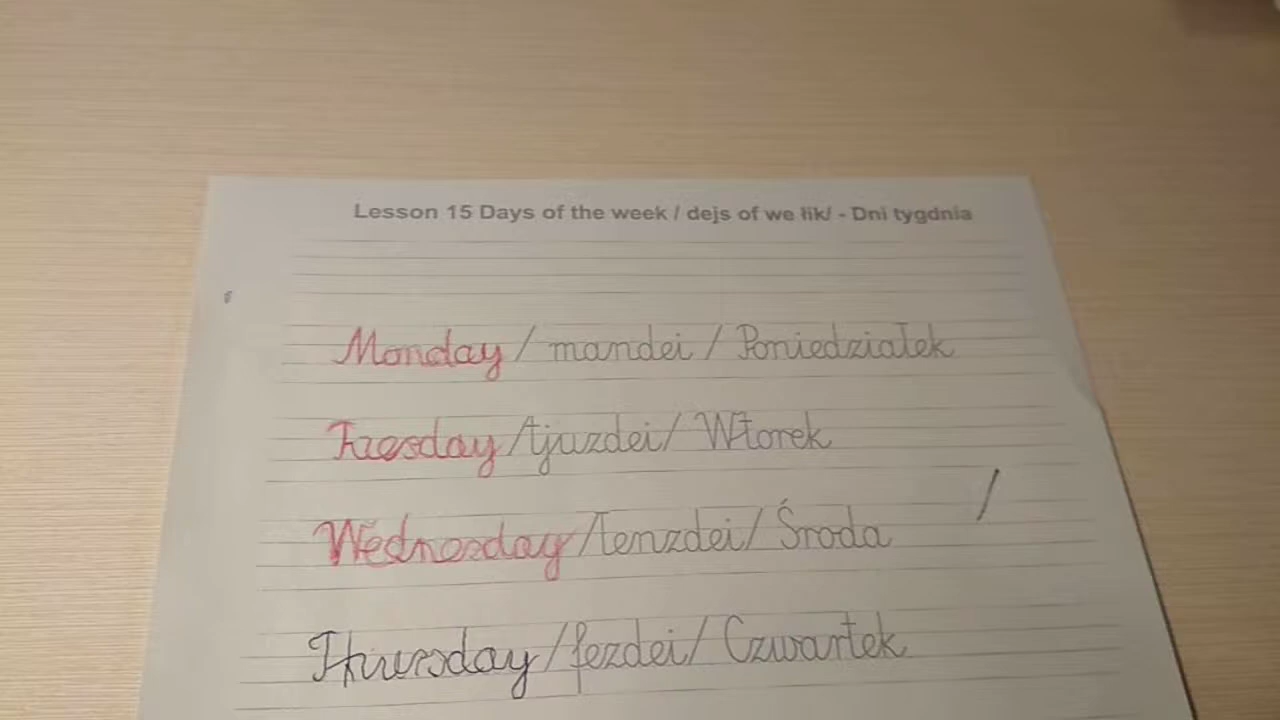 Lesson 15 Days of the week / dejs of we łik/ - Dni tygdnia
Monday / mandei / Poniedziałek
Tuesday /tjuzdei/ Wtorek
Wednesday /łenzdei/ Środa
/
Thursday /fezdei/ Czwartek